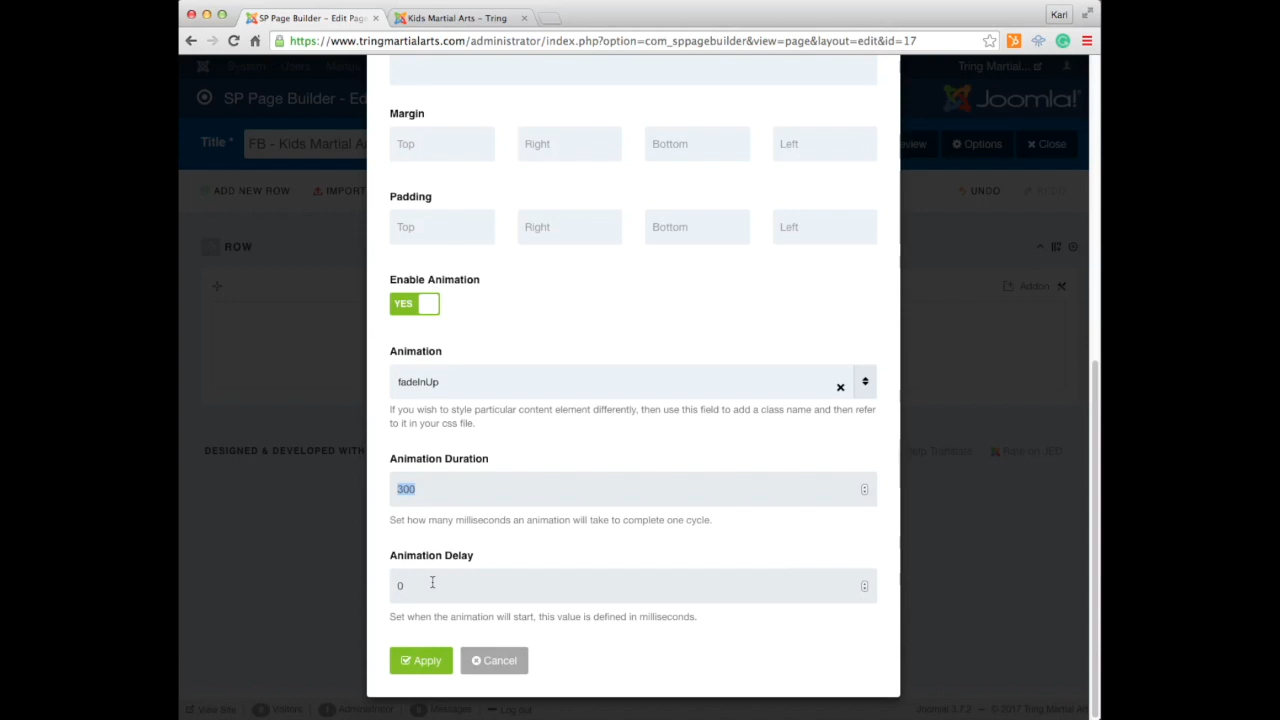 SP Page Builder – Edit Page
Kids Martial Arts – Tring
Karl
https://www.tringmartialarts.com/administrator/index.php?option=com_sppagebuilder&view=page&layout=edit&id=17
System Users Menus
Tring Martial...
SP Page Builder - Ed
Joomla!
Title *
FB - Kids Martial A
Options
Close
ADD NEW ROW
IMPORT
UNDO
REDO
ROW
Addon
Margin
Top
Right
Bottom
Left
Padding
Top
Right
Bottom
Left
Enable Animation
YES
Animation
fadeInUp
If you wish to style particular content element differently, then use this field to add a class name and then refer
to it in your css file.
DESIGNED & DEVELOPED WITH
Translate
Rate on JED
Animation Duration
300
Set how many milliseconds an animation will take to complete one cycle.
Animation Delay
0
Set when the animation will start, this value is defined in milliseconds.
Apply
Cancel
View Site
Visitors
1 Administrator
Messages
Log out
Joomla! 3.7.2 — © 2017 Tring Martial Art